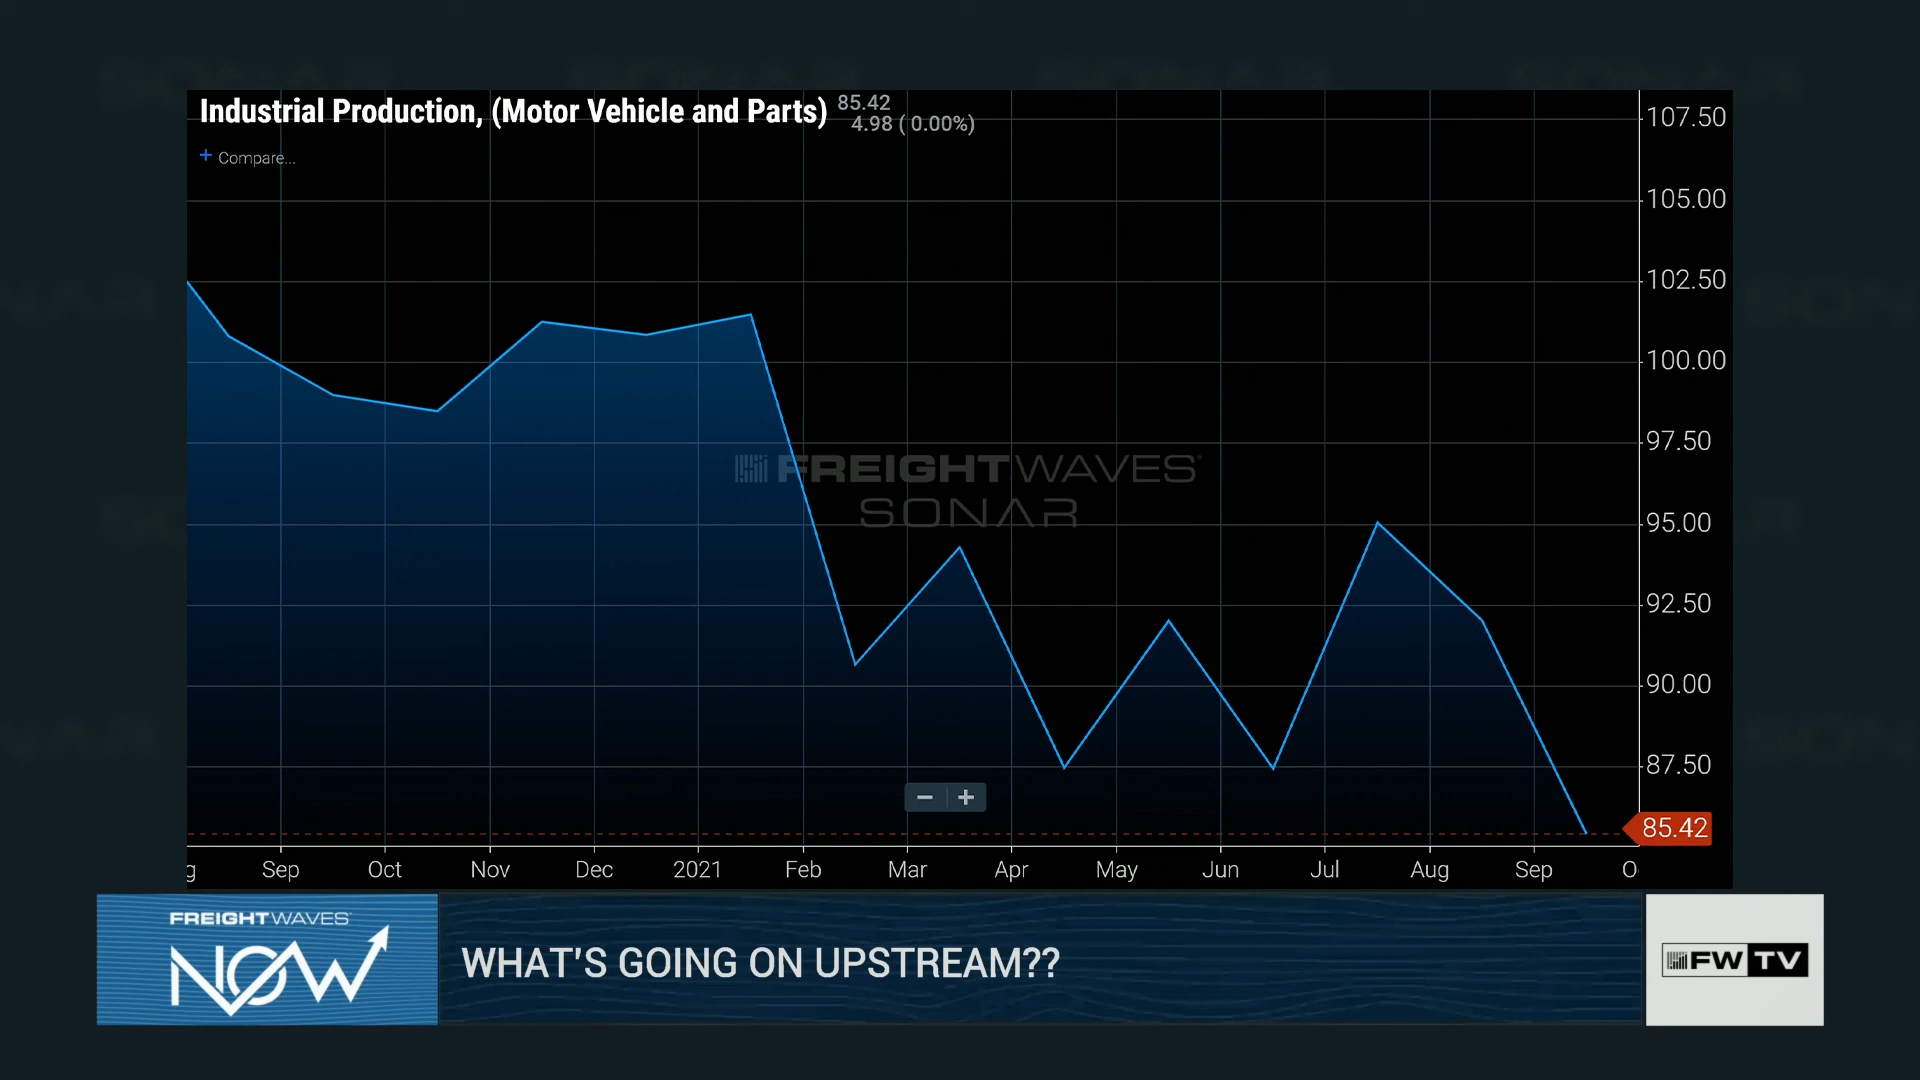 Industrial Production, (Motor Vehicle and Parts) 85.42
4.98 ( 0.00%)
+ Compare...
107.50
105.00
102.50
100.00
97.50
95.00
92.50
90.00
87.50
85.42
FREIGHTWAVES
SONAR
− +
g Sep Oct Nov Dec 2021 Feb Mar Apr May Jun Jul Aug Sep O
FREIGHTWAVES
NOW
WHAT'S GOING ON UPSTREAM??
FW TV